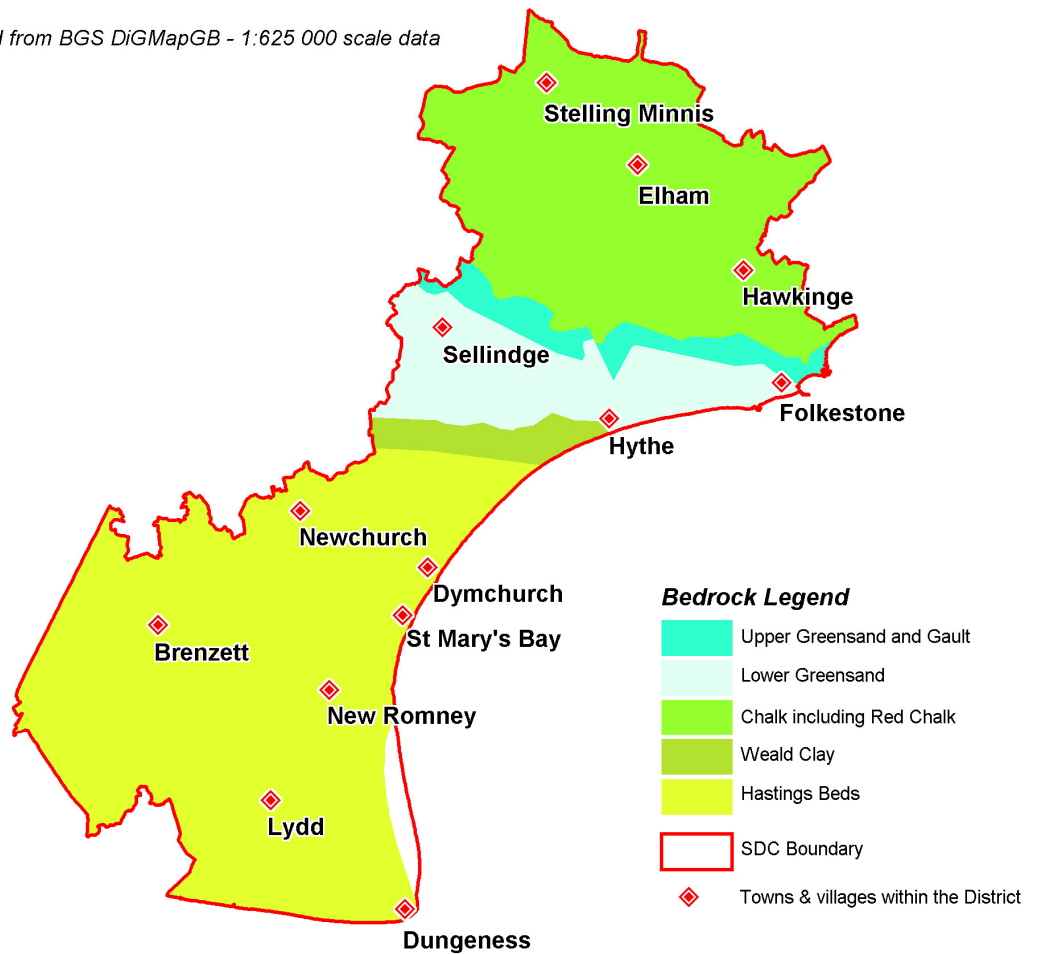 from BGS DiGMapGB - 1:625 000 scale data
Stelling Minnis
Elham
Hawkinge
Sellindge
Folkestone
Hythe
Newchurch
Dymchurch
St Mary's Bay
Brenzett
New Romney
Lydd
Dungeness
Bedrock Legend
Upper Greensand and Gault
Lower Greensand
Chalk including Red Chalk
Weald Clay
Hastings Beds
SDC Boundary
Towns & villages within the District